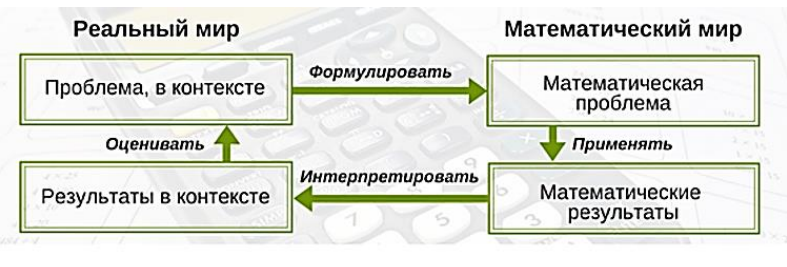 Реальный мир
Математический мир
Проблема, в контексте
Формулировать
Математическая
проблема
Оценивать
Применять
Результаты в контексте
Интерпретировать
Математические
результаты